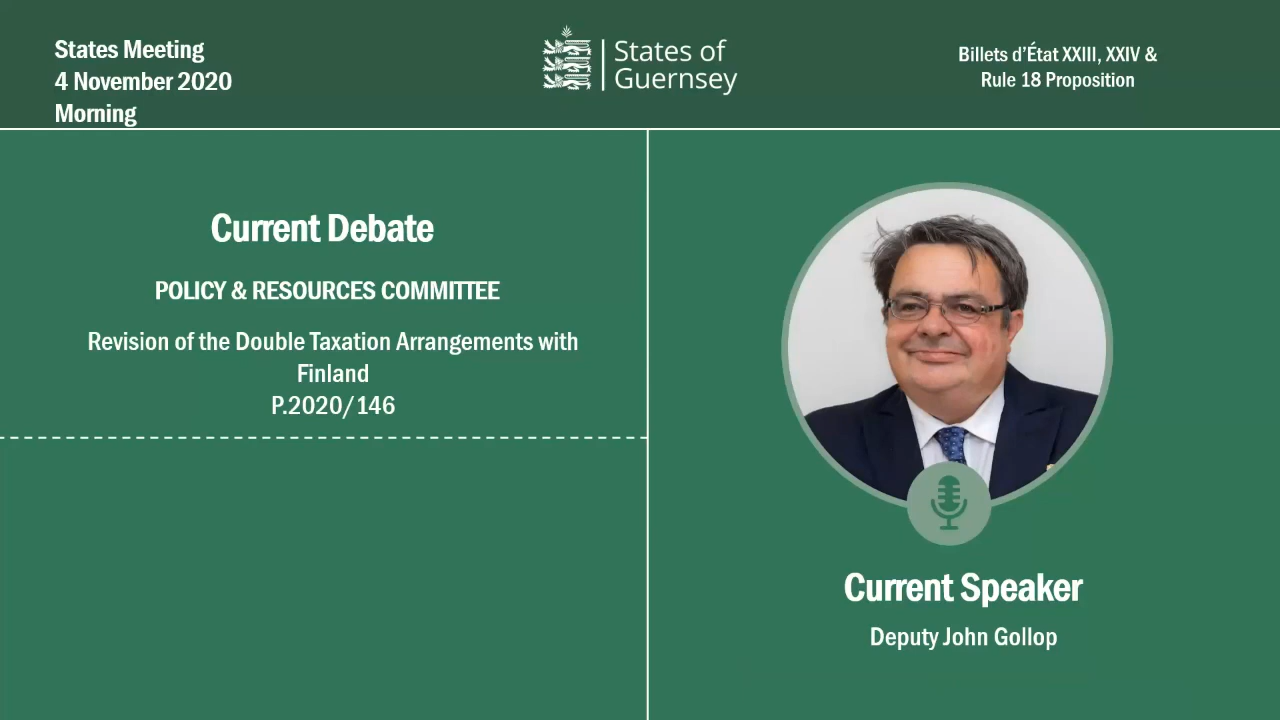 States Meeting
4 November 2020
Morning
States of
Guernsey
Billets d'État XXIII, XXIV &
Rule 18 Proposition
Current Debate
POLICY & RESOURCES COMMITTEE
Revision of the Double Taxation Arrangements with
Finland
P.2020/146
Current Speaker
Deputy John Gollop